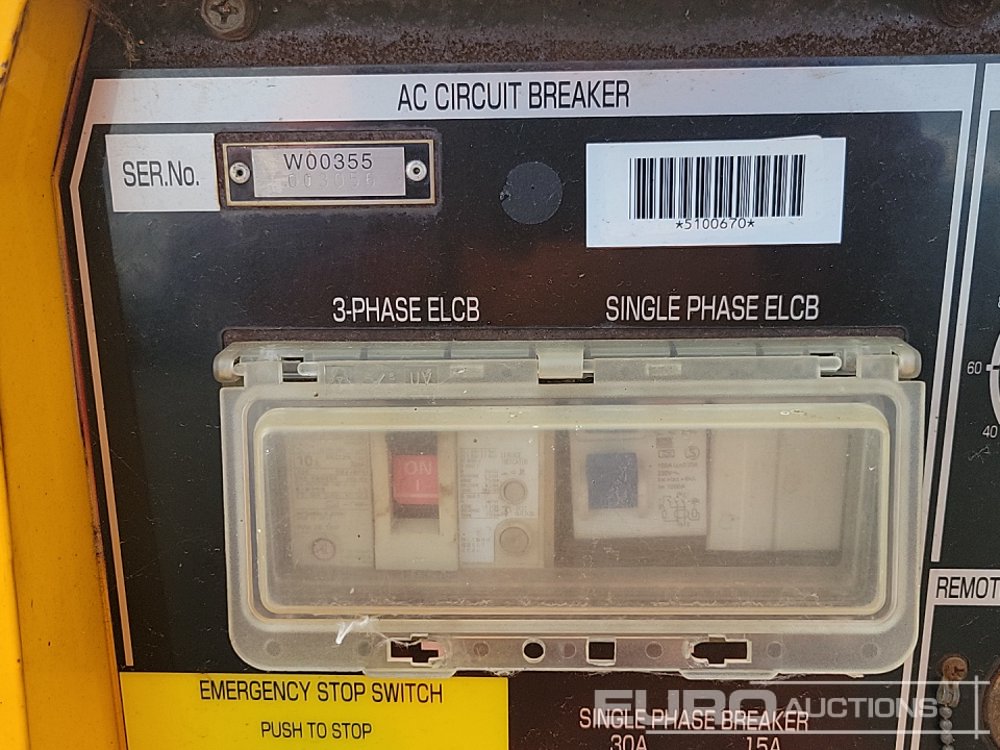 AC CIRCUIT BREAKER
SER.No.
W00355
003056
*5100670*
3-PHASE ELCB
SINGLE PHASE ELCB
60
40
ON
REMOT
EMERGENCY STOP SWITCH
PUSH TO STOP
SINGLE PHASE BREAKER
30A 15A
EURO AUCTIONS